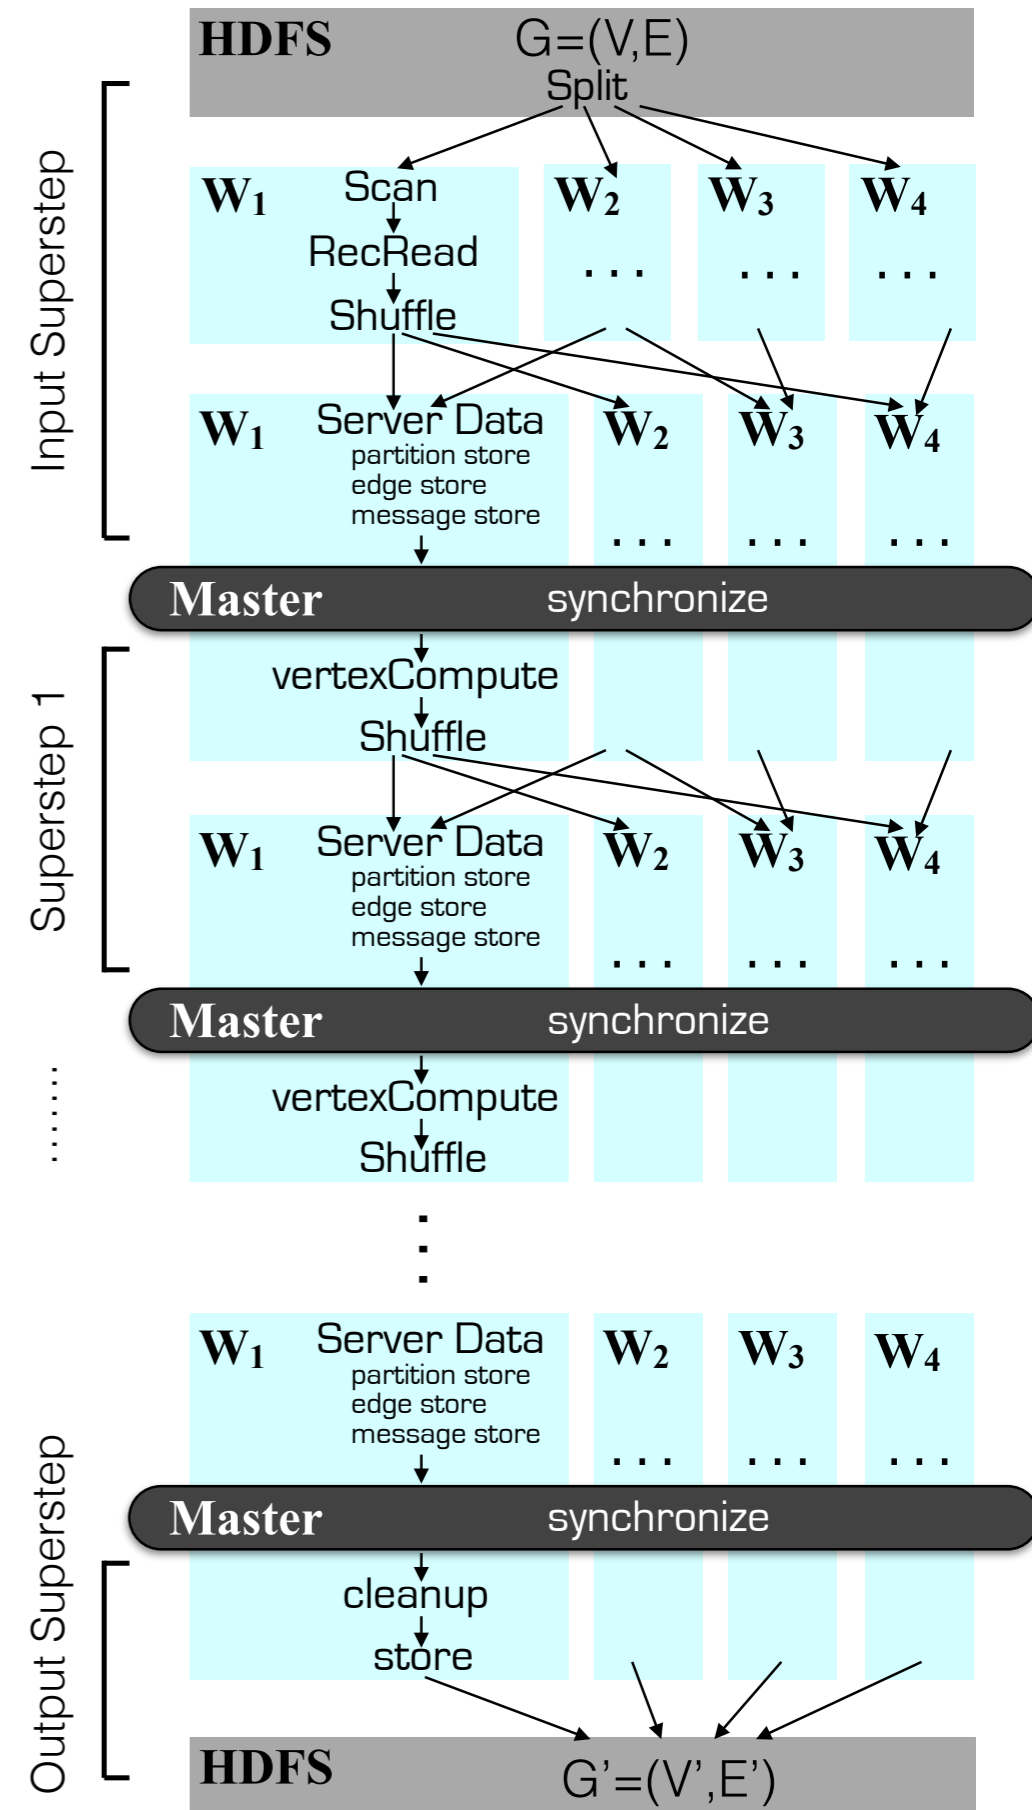 HDFS G=(V,E)
Split
Input Superstep
W1 Scan W2 W3 W4
RecRead
. . . . . . . . .
Shuffle
W1 Server Data W2 W3 W4
partition store
edge store
message store
. . . . . . . . .
Master synchronize
Superstep 1
vertexCompute
Shuffle
W1 Server Data W2 W3 W4
partition store
edge store
message store
. . . . . . . . .
Master synchronize
.......
vertexCompute
Shuffle
. . .
W1 Server Data W2 W3 W4
partition store
edge store
message store
. . . . . . . . .
Master synchronize
Output Superstep
cleanup
store
HDFS G’=(V’,E’)